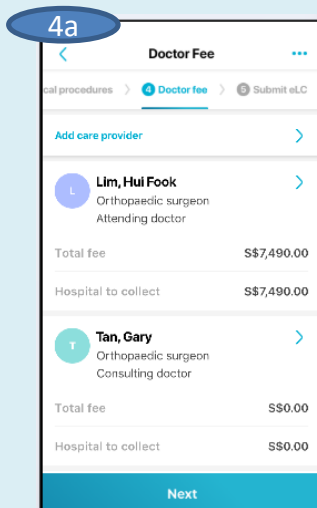 4a
Doctor Fee
cal procedures
4 Doctor fee
5 Submit eLC
Add care provider
L
Lim, Hui Fook
Orthopaedic surgeon
Attending doctor
Total fee S$7,490.00
Hospital to collect S$7,490.00
T
Tan, Gary
Orthopaedic surgeon
Consulting doctor
Total fee S$0.00
Hospital to collect S$0.00
Next